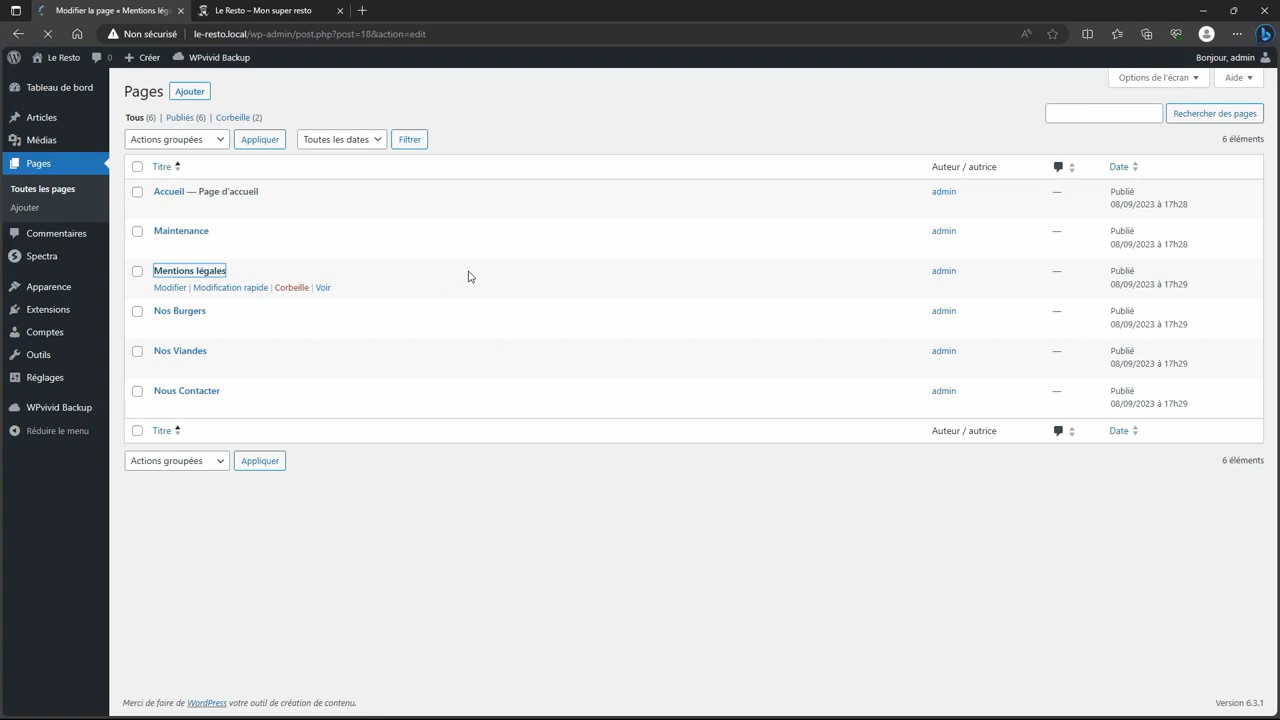 Modifier la page « Mentions léga
Le Resto – Mon super resto
Non sécurisé
le-resto.local/wp-admin/post.php?post=18&action=edit
Le Resto 0 Créer WPvivid Backup Bonjour, admin
Options de l'écran Aide
Pages Ajouter
Tous (6) | Publiés (6) | Corbeille (2)
Rechercher des pages
Actions groupées Appliquer Toutes les dates Filtrer
6 éléments
Tableau de bord
Articles
Médias
Pages
Toutes les pages
Ajouter
Commentaires
Spectra
Apparence
Extensions
Comptes
Outils
Réglages
WPvivid Backup
Réduire le menu
Titre Auteur / autrice Date
Accueil — Page d'accueil admin — Publié
08/09/2023 à 17h28
Maintenance admin — Publié
08/09/2023 à 17h28
Mentions légales admin — Publié
Modifier | Modification rapide | Corbeille | Voir 08/09/2023 à 17h29
Nos Burgers admin — Publié
08/09/2023 à 17h29
Nos Viandes admin — Publié
08/09/2023 à 17h29
Nous Contacter admin — Publié
08/09/2023 à 17h29
Titre Auteur / autrice Date
Actions groupées Appliquer
6 éléments
Merci de faire de WordPress votre outil de création de contenu.
Version 6.3.1